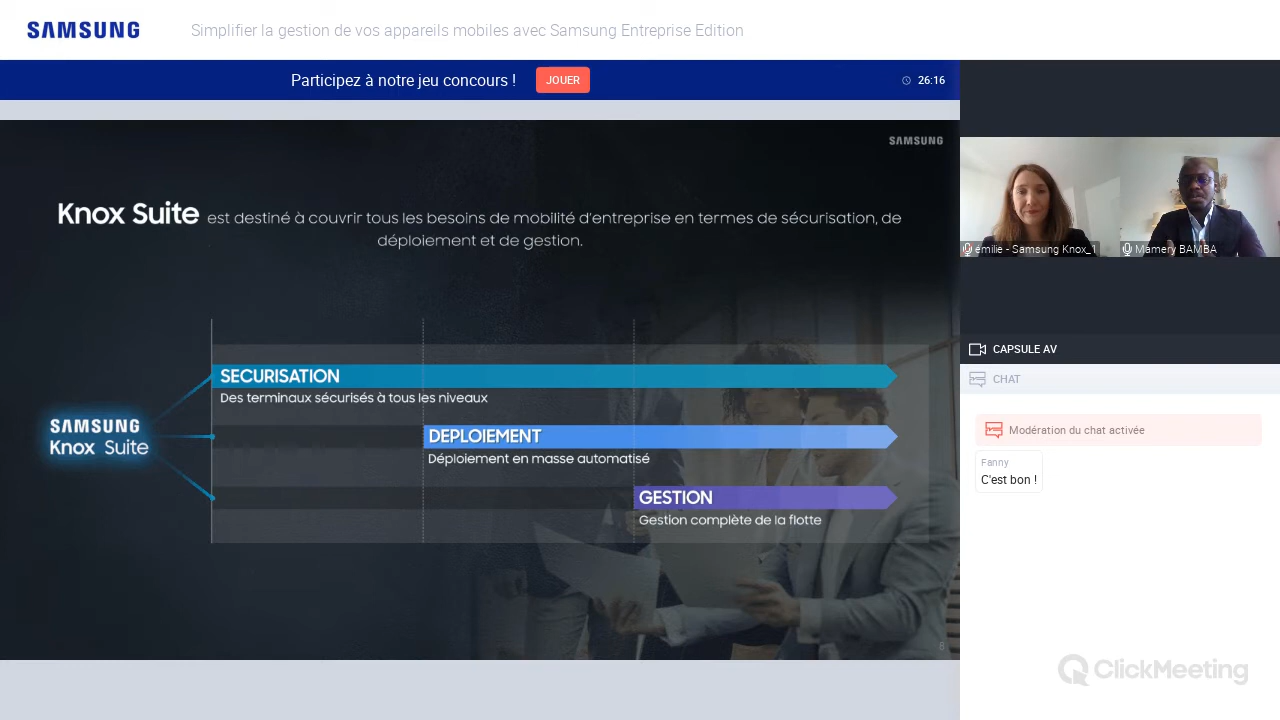 SAMSUNG
Simplifier la gestion de vos appareils mobiles avec Samsung Entreprise Edition
Participez à notre jeu concours !
JOUER
26:16
SAMSUNG
Knox Suite est destiné à couvrir tous les besoins de mobilité d'entreprise en termes de sécurisation, de
déploiement et de gestion.
SECURISATION
Des terminaux sécurisés à tous les niveaux
SAMSUNG
Knox Suite
DEPLOIEMENT
Déploiement en masse automatisé
GESTION
Gestion complète de la flotte
8
émilie - Samsung Knox_1
Mamery BAMBA
CAPSULE AV
CHAT
Modération du chat activée
Fanny
C'est bon !
ClickMeeting